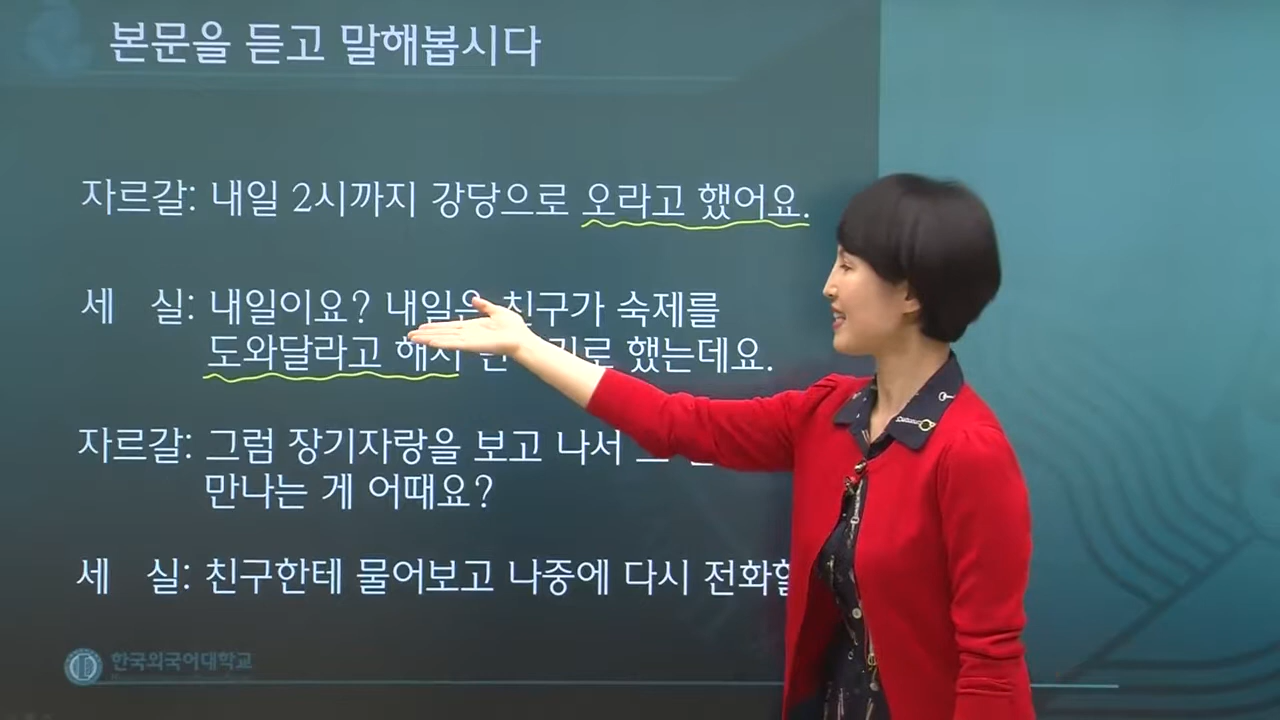 본문을 듣고 말해봅시다
자르갈: 내일 2시까지 강당으로 오라고 했어요.
세 실: 내일이요? 내일은 친구가 숙제를
도와달라고 해서 했는데요.
자르갈: 그럼 장기자랑을 보고 나서
만나는 게 어때요?
세 실: 친구한테 물어보고 나중에 다시
한국외국어대학교